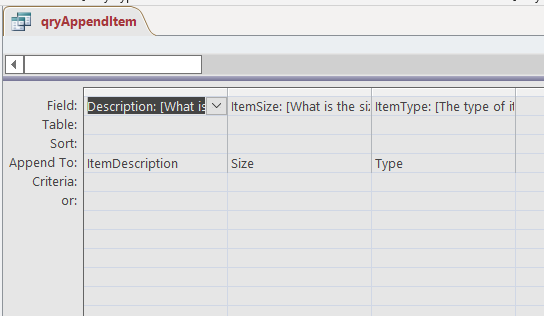 qryAppendItem
Field: Description: [What is ItemSize: [What is the siz ItemType: [The type of it
Table:
Sort:
Append To: ItemDescription Size Type
Criteria:
or: